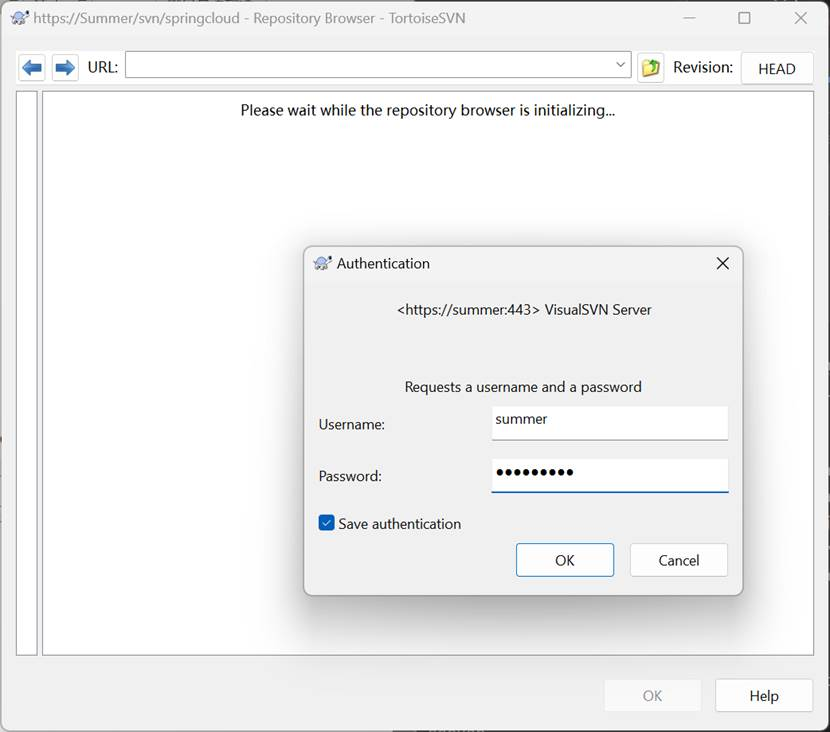 https://Summer/svn/springcloud - Repository Browser - TortoiseSVN
URL:
Revision: HEAD
Please wait while the repository browser is initializing...
Authentication
<https://summer:443> VisualSVN Server
Requests a username and a password
Username: summer
Password: •••••••••
Save authentication
OK Cancel
OK Help